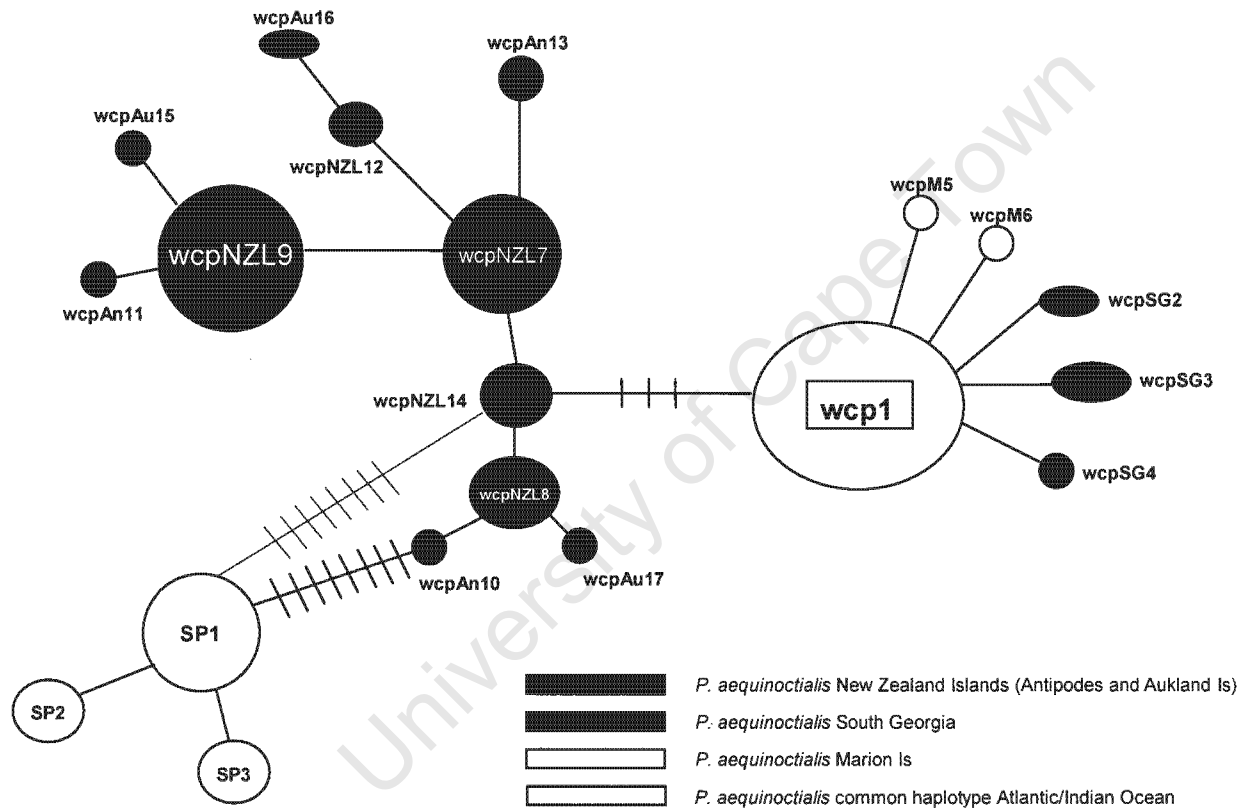 wcpAu16
wcpAn13
wcpAu15
wcpNZL12
wcpM5
wcpM6
wcpNZL9
wcpNZL7
wcpAn11
wcpSG2
wcpSG3
wcp1
wcpNZL14
wcpSG4
wcpNZL8
wcpAn10
wcpAu17
SP1
SP2
SP3
P. aequinoctialis New Zealand Islands (Antipodes and Aukland Is)
P. aequinoctialis South Georgia
P. aequinoctialis Marion Is
P. aequinoctialis common haplotype Atlantic/Indian Ocean
University of Cape Town